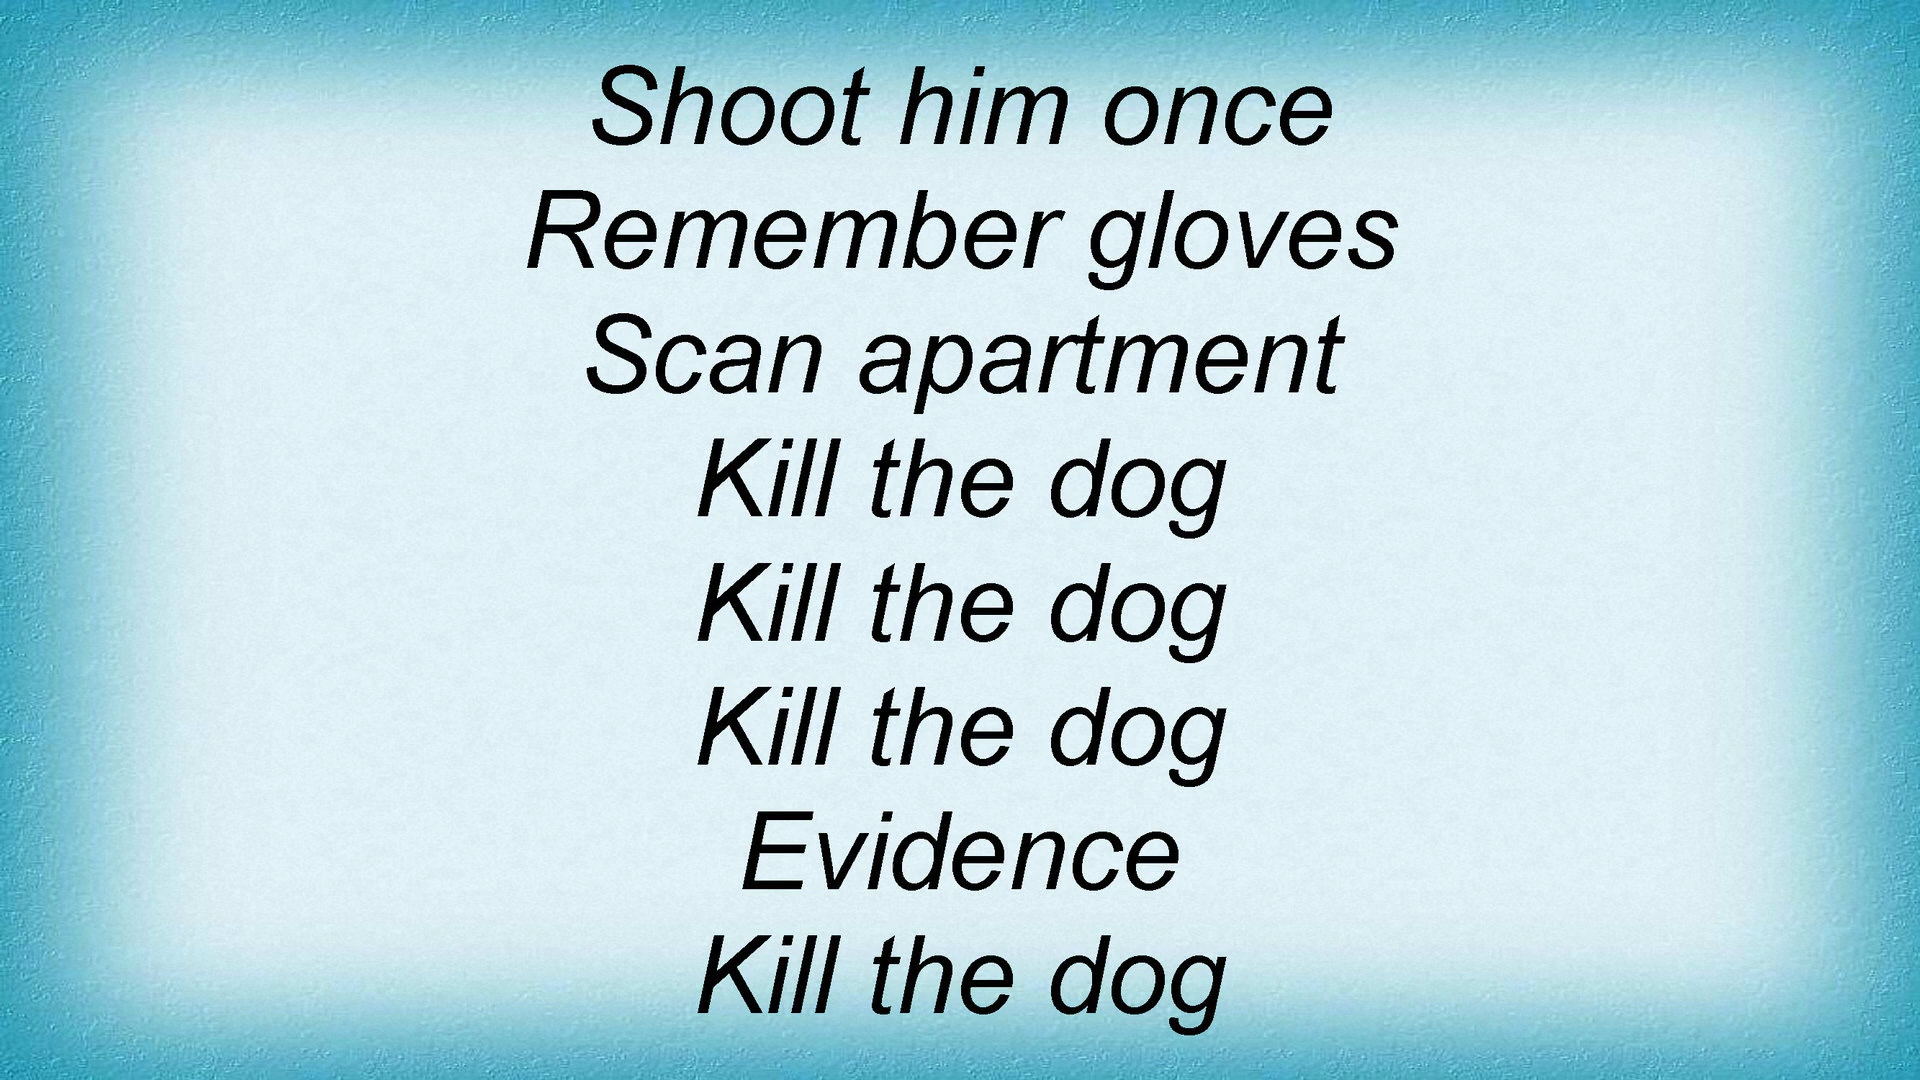 Shoot him once
Remember gloves
Scan apartment
Kill the dog
Kill the dog
Kill the dog
Evidence
Kill the dog